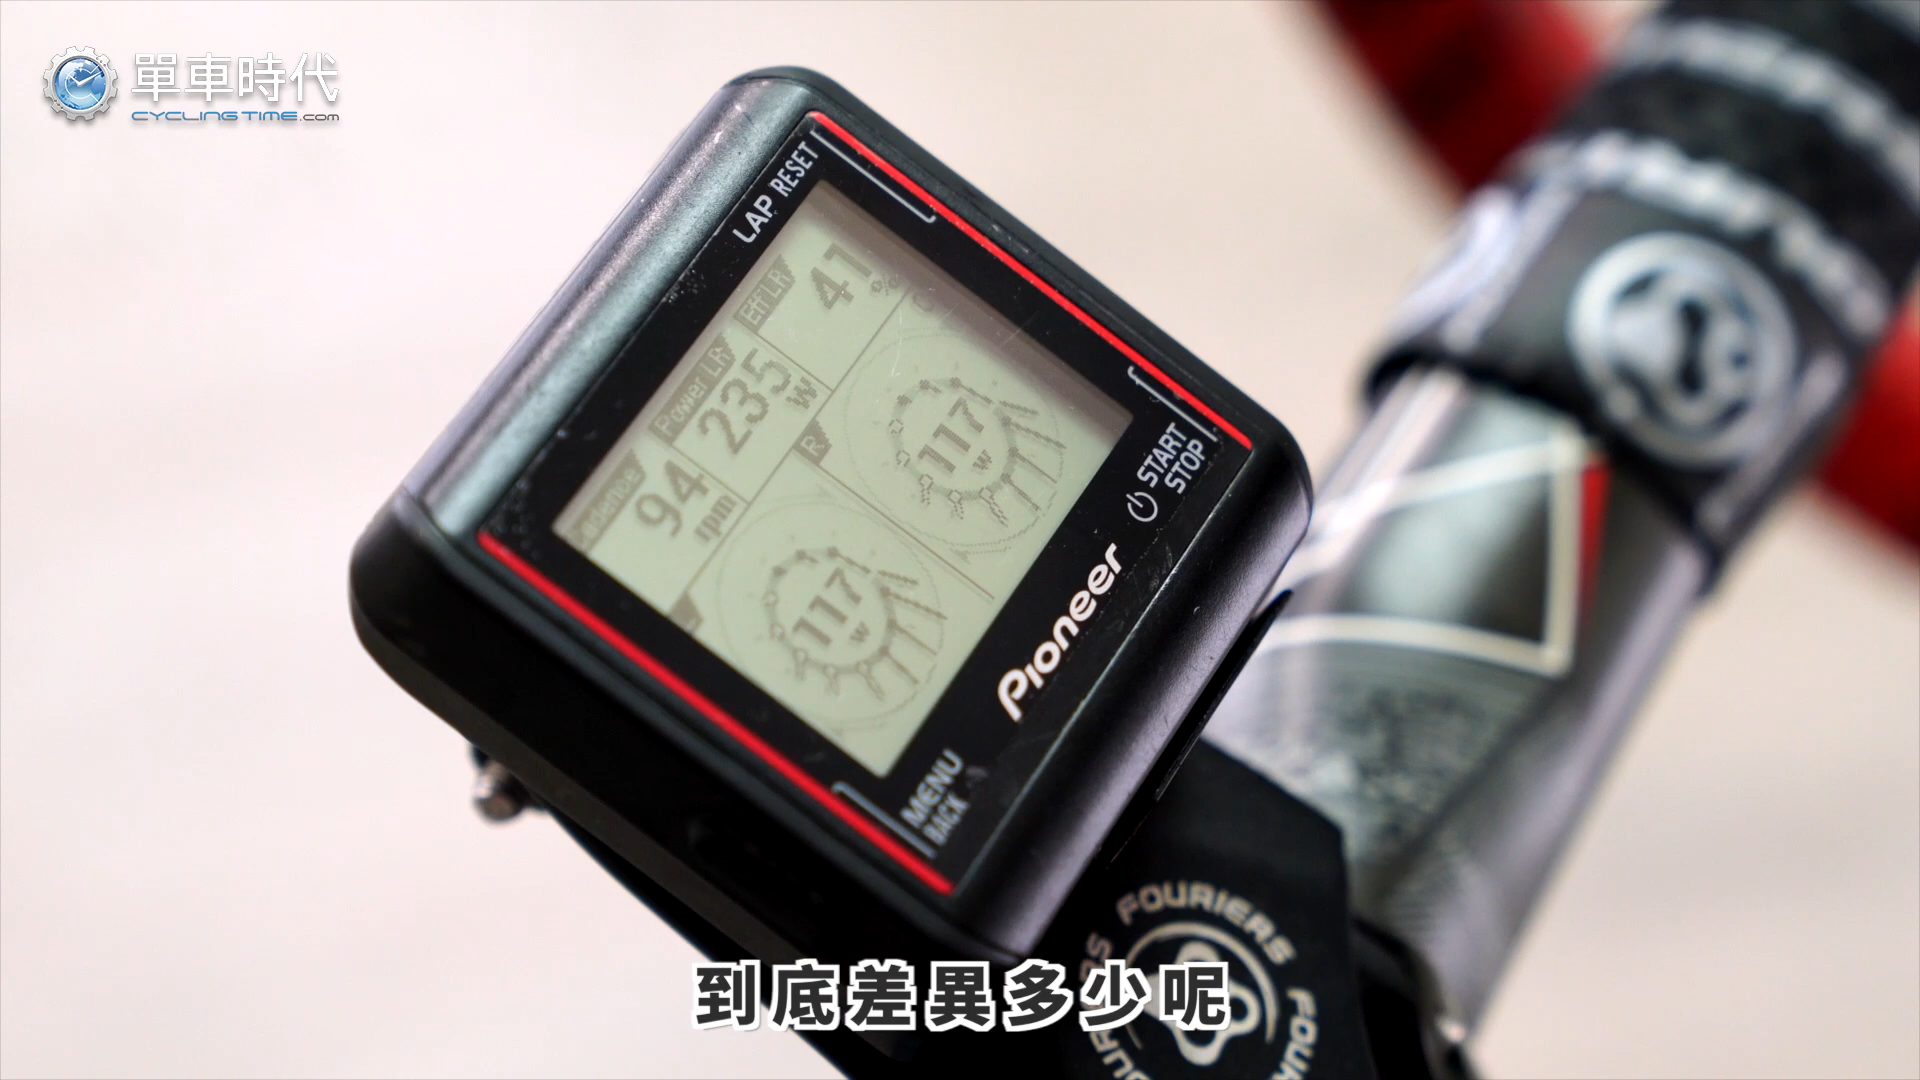 單車時代
CYCLINGTIME.com
LAP RESET
Eff LR
41
%
Power LR
235
W
Cadence
94
rpm
R
117
W
L
117
W
START
STOP
Pioneer
MENU
BACK
FOURIERS
到底差異多少呢